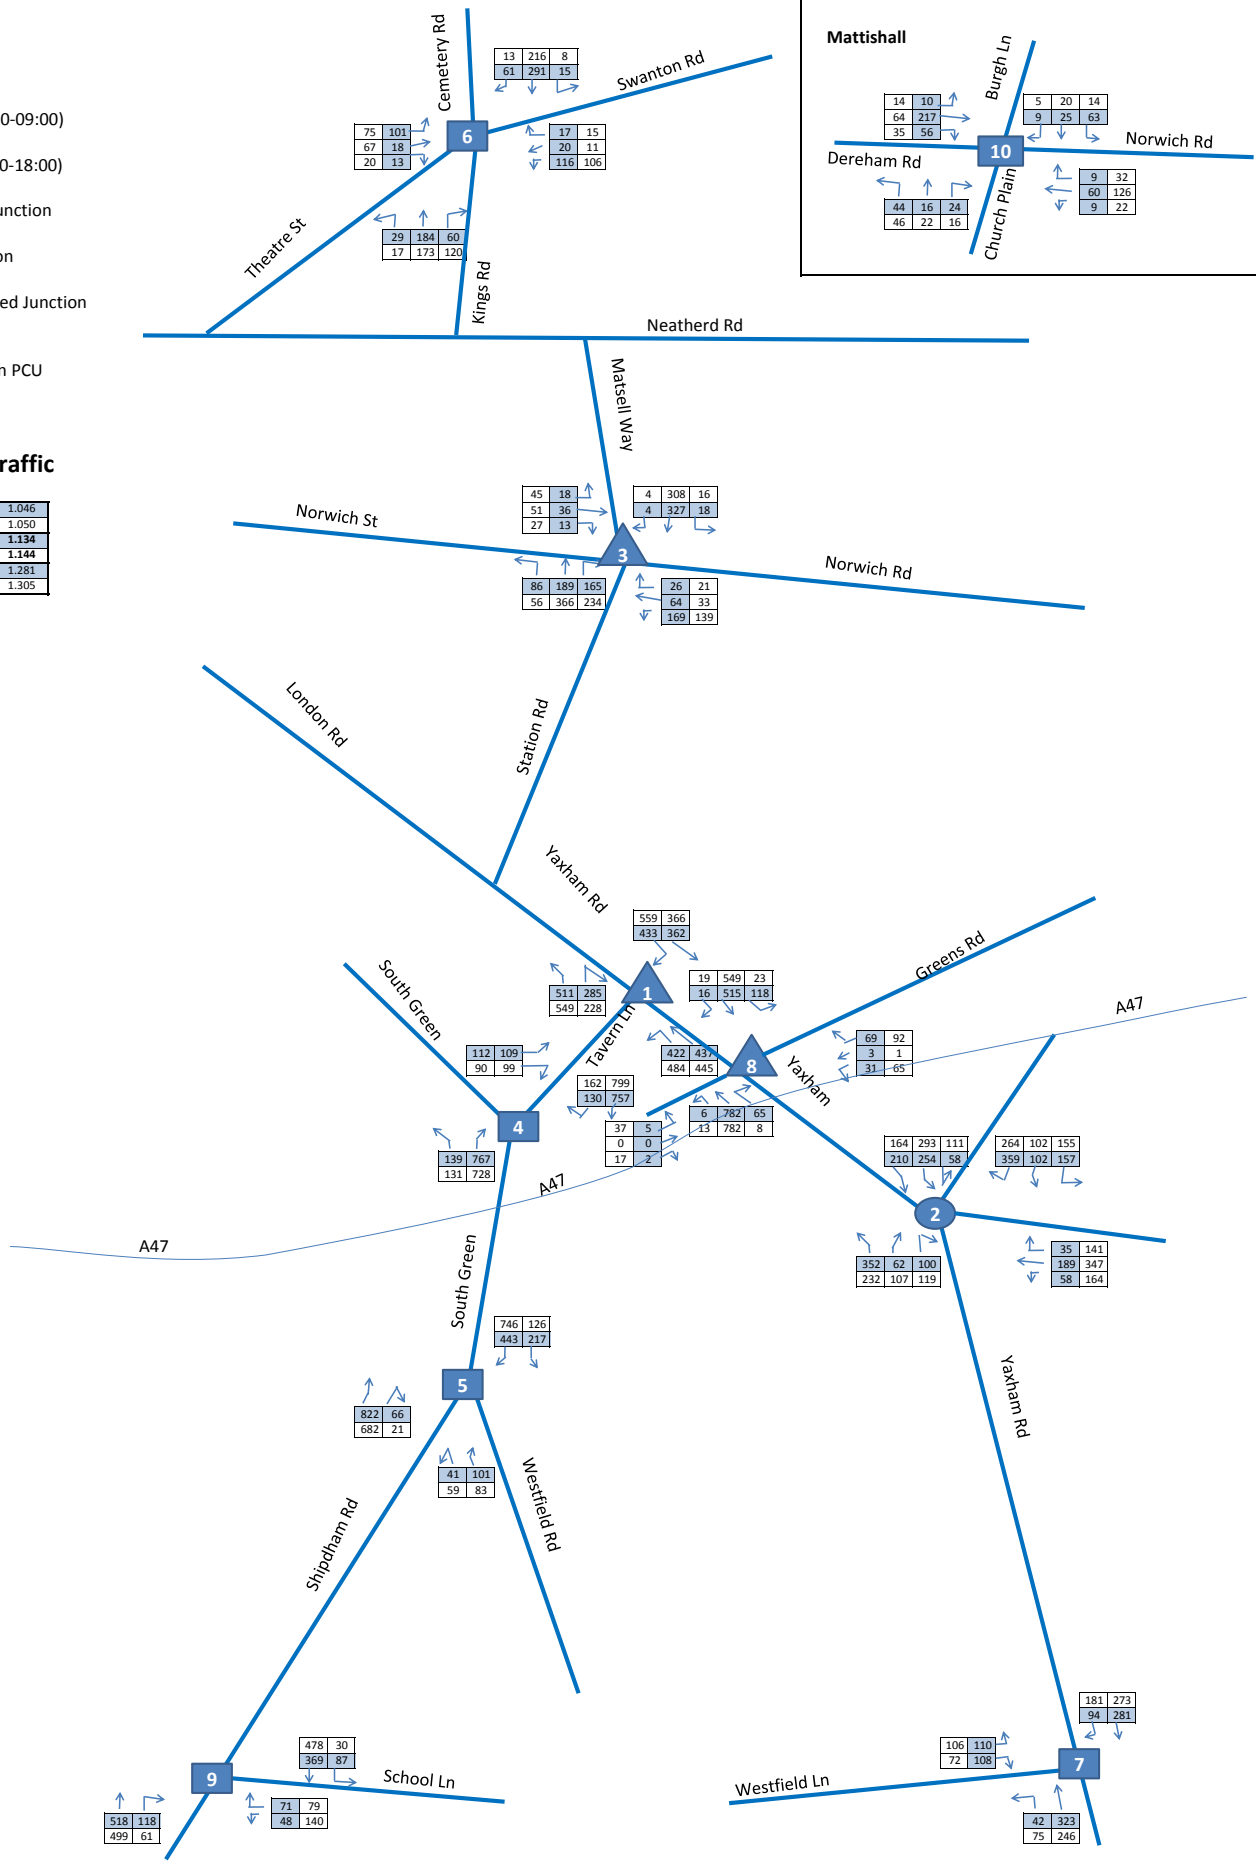 0-09:00)
0-18:00)
unction
on
ed Junction
n PCU
raffic
1.046
1.050
1.134
1.144
1.281
1.305
Cemetery Rd
13 216 8
61 291 15
Swanton Rd
75 101
67 18
20 13
6
17 15
20 11
116 106
29 184 60
17 173 120
Theatre St
Kings Rd
Mattishall
Burgh Ln
14 10
64 217
35 56
5 20 14
9 25 63
10
Norwich Rd
Dereham Rd
44 16 24
46 22 16
9 32
60 126
9 22
Church Plain
Neatherd Rd
Matsell Way
45 18
51 36
27 13
4 308 16
4 327 18
Norwich St
3
Norwich Rd
86 189 165
56 366 234
26 21
64 33
169 139
London Rd
Station Rd
Yaxham Rd
559 366
433 362
South Green
511 285
549 228
1
19 549 23
16 515 118
Greens Rd
A47
Tavern Ln
112 109
90 99
422 437
484 445
8
Yaxham
69 92
3 1
31 65
162 799
130 757
4
37 5
0 0
17 2
6 782 65
13 782 8
139 767
131 728
A47
A47
164 293 111
210 254 58
264 102 155
359 102 157
2
352 62 100
232 107 119
35 141
189 347
58 164
South Green
746 126
443 217
5
822 66
682 21
41 101
59 83
Yaxham Rd
Westfield Rd
Shipdham Rd
478 30
369 87
9
School Ln
518 118
499 61
71 79
48 140
181 273
94 281
106 110
72 108
7
Westfield Ln
42 323
75 246